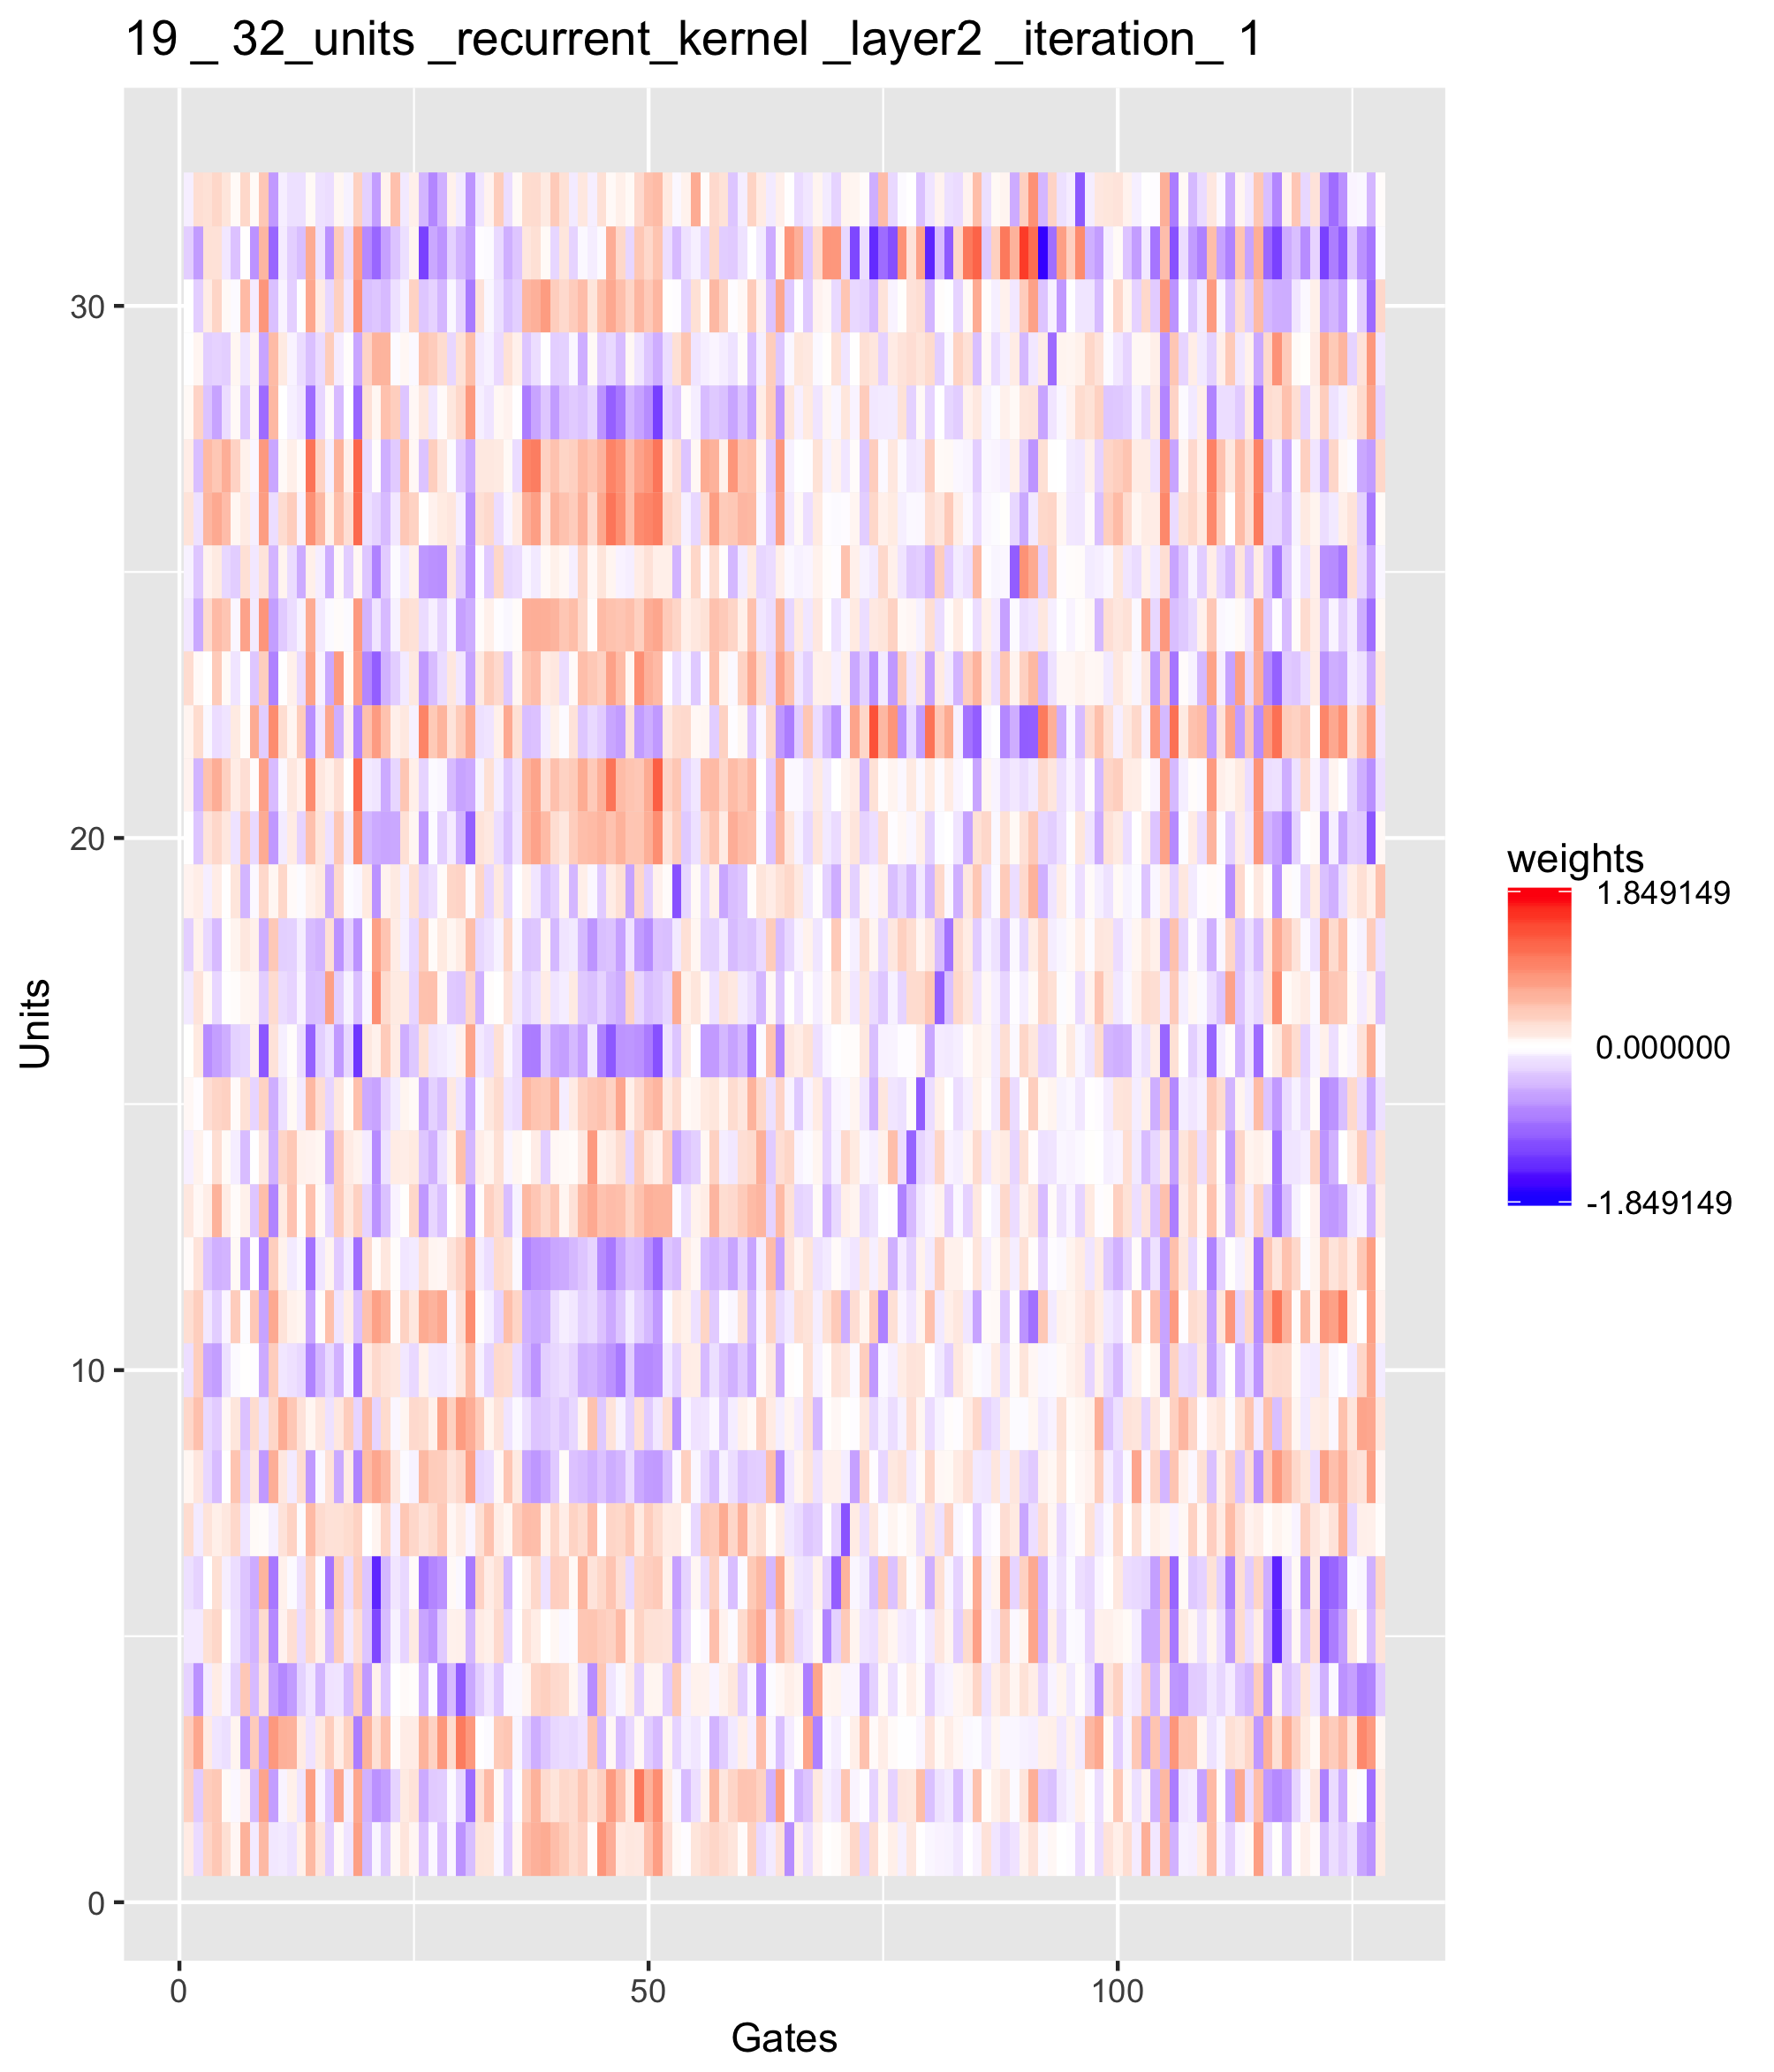 19 _ 32_units _recurrent_kernel _layer2 _iteration_ 1
30
20
10
0
Units
0 50 100
Gates
weights
1.849149
0.000000
-1.849149